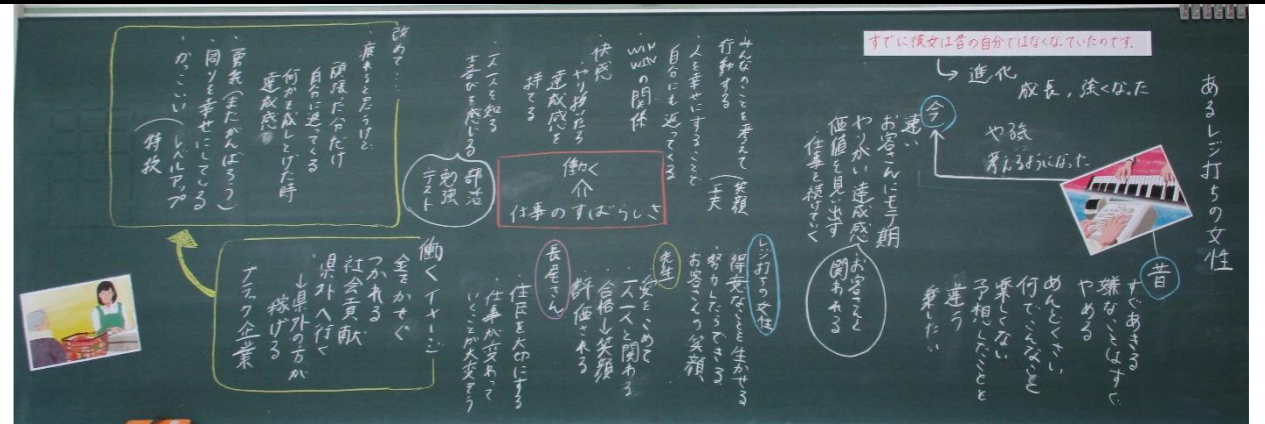 あるレジ打ちの女性
すでに彼女は昔の自分ではなくなっていたのです。
進化
成長,強くなった
考えるようになった
昔
すぐあきる
嫌なことはすぐ
やめる
めんどくさい
何でこんなこと
楽しくない
予想したことと
違う
楽したい
今
速い
お客さんにモテ期
やりがい 達成感
価値を見い出す
・仕事を続けていく
・お客さんと
関われる
みんなのことを考えて
行動する
(笑顔
工夫
・人を幸せにすることで
自分にも返ってくる
winwinの関係
快感
・やり抜いたら
達成感を
持てる
・一人一人を知る
喜びを感じる
部活
勉強
テスト
働く
仕事のすばらしさ
レジ打ちの女性
・得意なことを生かせる
・努力したらできる。
お客さんの笑顔、
先生
・愛をこめて
一人一人と関わる
合格→笑顔
評価される
長居さん
・住民を大切にする
・仕事が変わって
いくことが大変そう
働くイメージ
金をかせぐ
つかれる
社会貢献
県外へ行く
→県外の方が
稼げる
ブラック企業
改めて…
・疲れると思うけど
頑張った分だけ
自分に返ってくる
何かを成しとげた時
達成感
・勇気(またがんばろう)
・周りを幸せにしている
・かっこいい
レベルアップ
特技